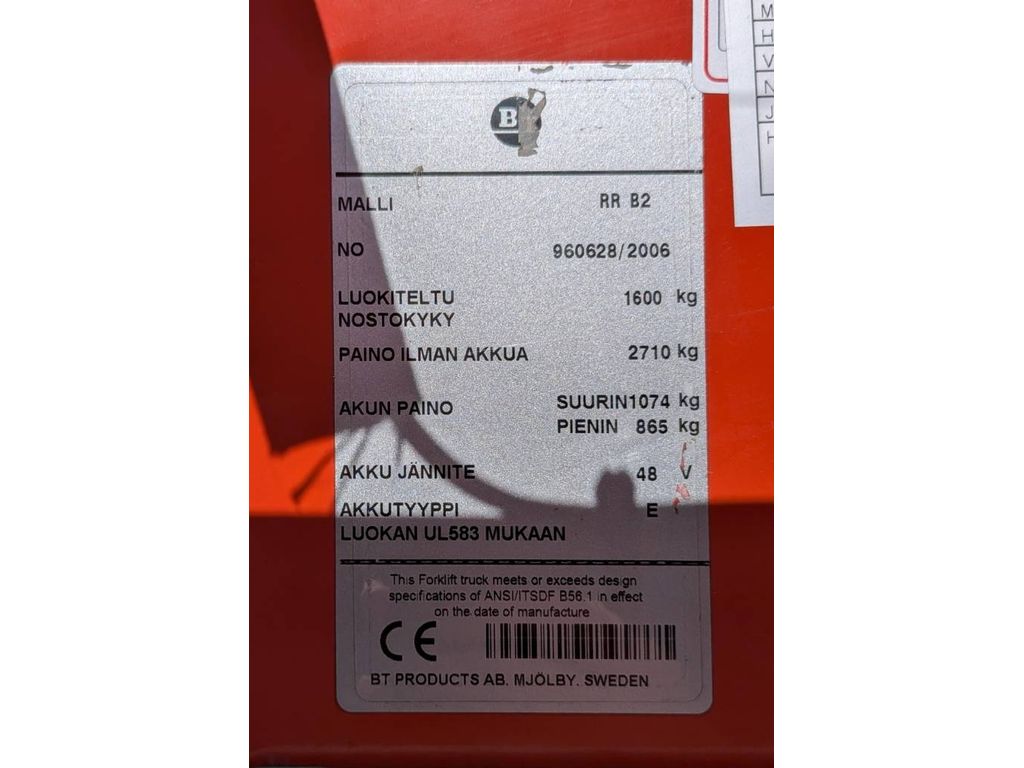 B
MALLI RR B2
NO 960628/2006
LUOKITELTU 1600 kg
NOSTOKYKY
PAINO ILMAN AKKUA 2710 kg
AKUN PAINO SUURIN1074 kg
PIENIN 865 kg
AKKU JÄNNITE 48 V
AKKUTYYPPI E
LUOKAN UL583 MUKAAN
This Forklift truck meets or exceeds design
specifications of ANSI/ITSDF B56.1 in effect
on the date of manufacture
CE
BT PRODUCTS AB. MJÖLBY. SWEDEN
M
H
V
N
J